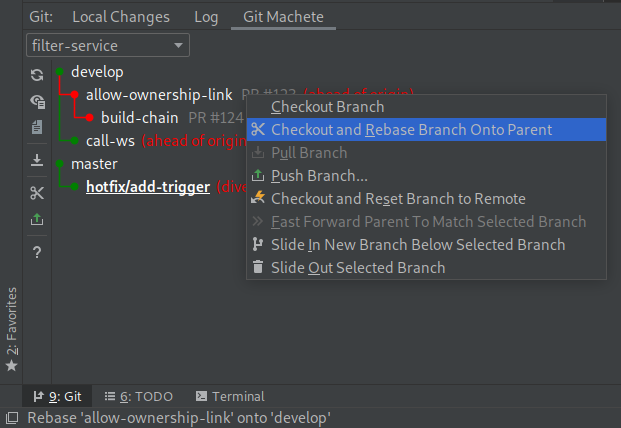 Git: Local Changes Log Git Machete
filter-service
develop
allow-ownership-link PR #123 (ahead of origin)
build-chain PR #124
call-ws (ahead of origin
master
hotfix/add-trigger (dive
Checkout Branch
Checkout and Rebase Branch Onto Parent
Pull Branch
Push Branch...
Checkout and Reset Branch to Remote
Fast Forward Parent To Match Selected Branch
Slide In New Branch Below Selected Branch
Slide Out Selected Branch
?
2: Favorites
9: Git 6: TODO Terminal
Rebase 'allow-ownership-link' onto 'develop'